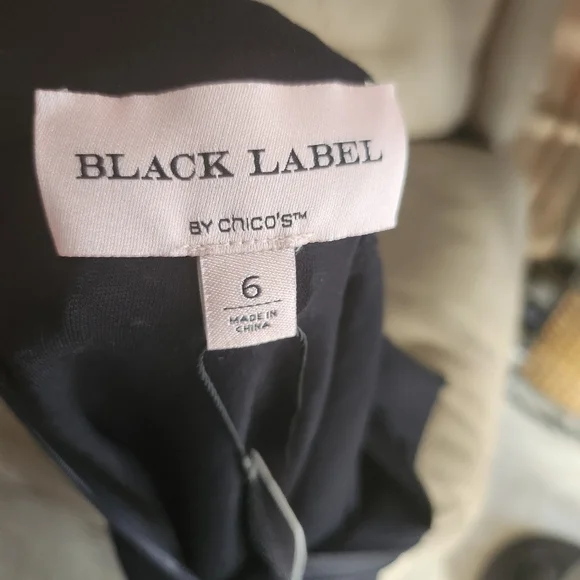 BLACK LABEL
BY chico's™
6
MADE IN
CHINA